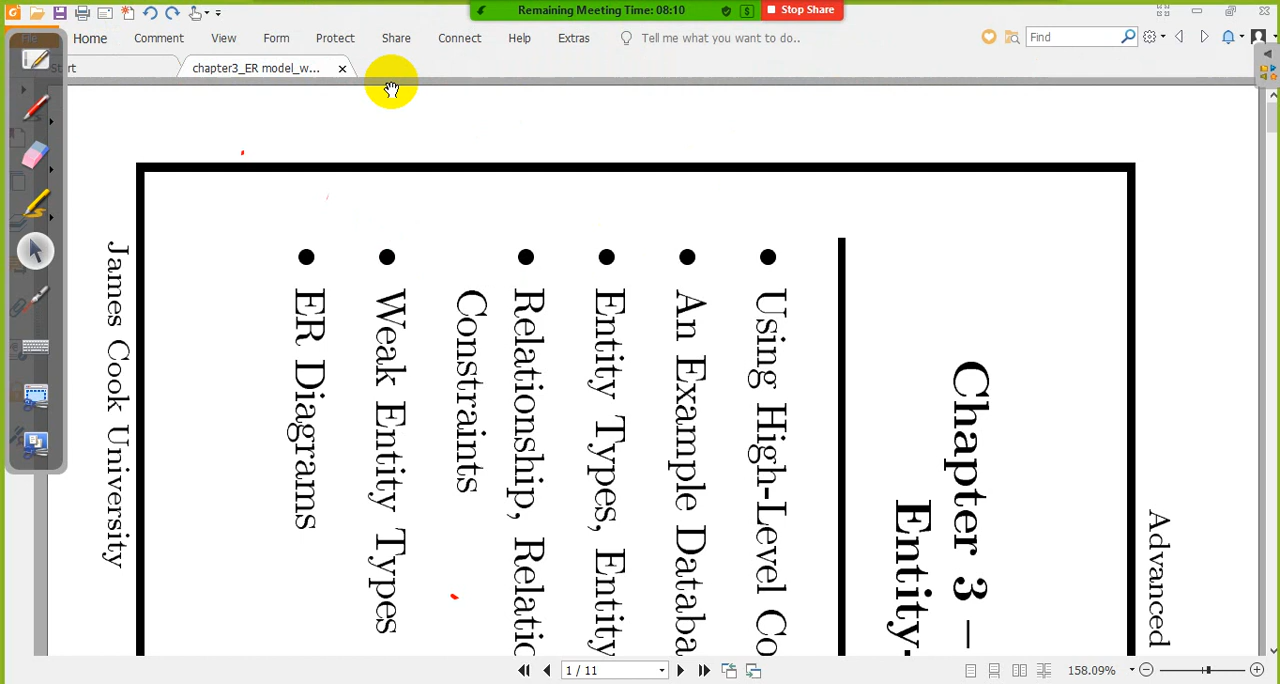 Remaining Meeting Time: 08:10
Stop Share
Home Comment View Form Protect Share Connect Help Extras Tell me what you want to do.. Find
chapter3_ER model_w...
Advanced
Chapter 3 –
Entity-
Using High-Level Co
An Example Databa
Entity Types, Entity
Relationship, Relatio
Constraints
Weak Entity Types
ER Diagrams
James Cook University
1 / 11
158.09%